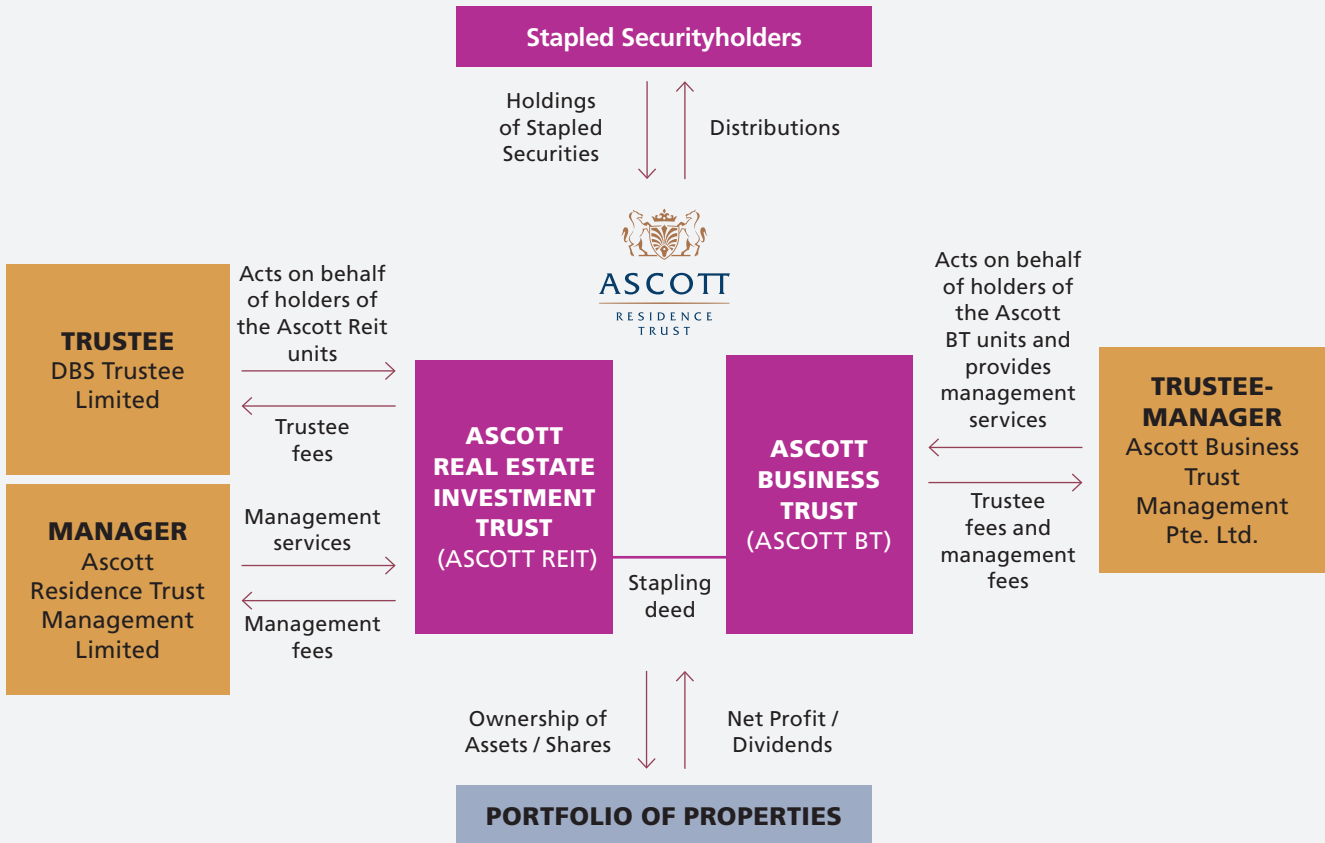 Stapled Securityholders
Holdings
of Stapled
Securities
Distributions
ASCOTT
RESIDENCE
TRUST
TRUSTEE
DBS Trustee
Limited
Acts on behalf
of holders of
the Ascott Reit
units
Trustee
fees
MANAGER
Ascott
Residence Trust
Management
Limited
Management
services
Management
fees
ASCOTT
REAL ESTATE
INVESTMENT
TRUST
(ASCOTT REIT)
Stapling
deed
ASCOTT
BUSINESS
TRUST
(ASCOTT BT)
Acts on behalf
of holders of
the Ascott
BT units and
provides
management
services
Trustee
fees and
management
fees
TRUSTEE-
MANAGER
Ascott Business
Trust
Management
Pte. Ltd.
Ownership of
Assets / Shares
Net Profit /
Dividends
PORTFOLIO OF PROPERTIES